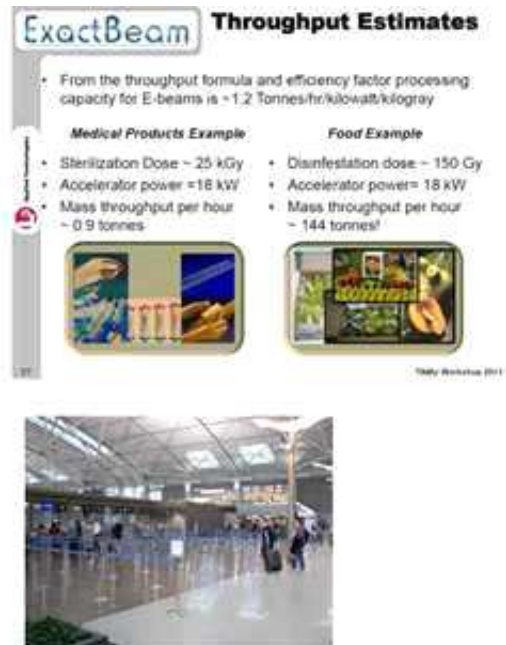 ExactBeam
Throughput Estimates
• From the throughput formula and efficiency factor processing
capacity for E-beams is ~1.2 Tonnes/hr/kilowatt/kilogray
Medical Products Example
• Sterilization Dose ~ 25 kGy
• Accelerator power =18 kW
• Mass throughput per hour
~ 0.9 tonnes
Food Example
• Disinfestation dose ~ 150 Gy
• Accelerator power= 18 kW
• Mass throughput per hour
~ 144 tonnes!
Workshop 2011